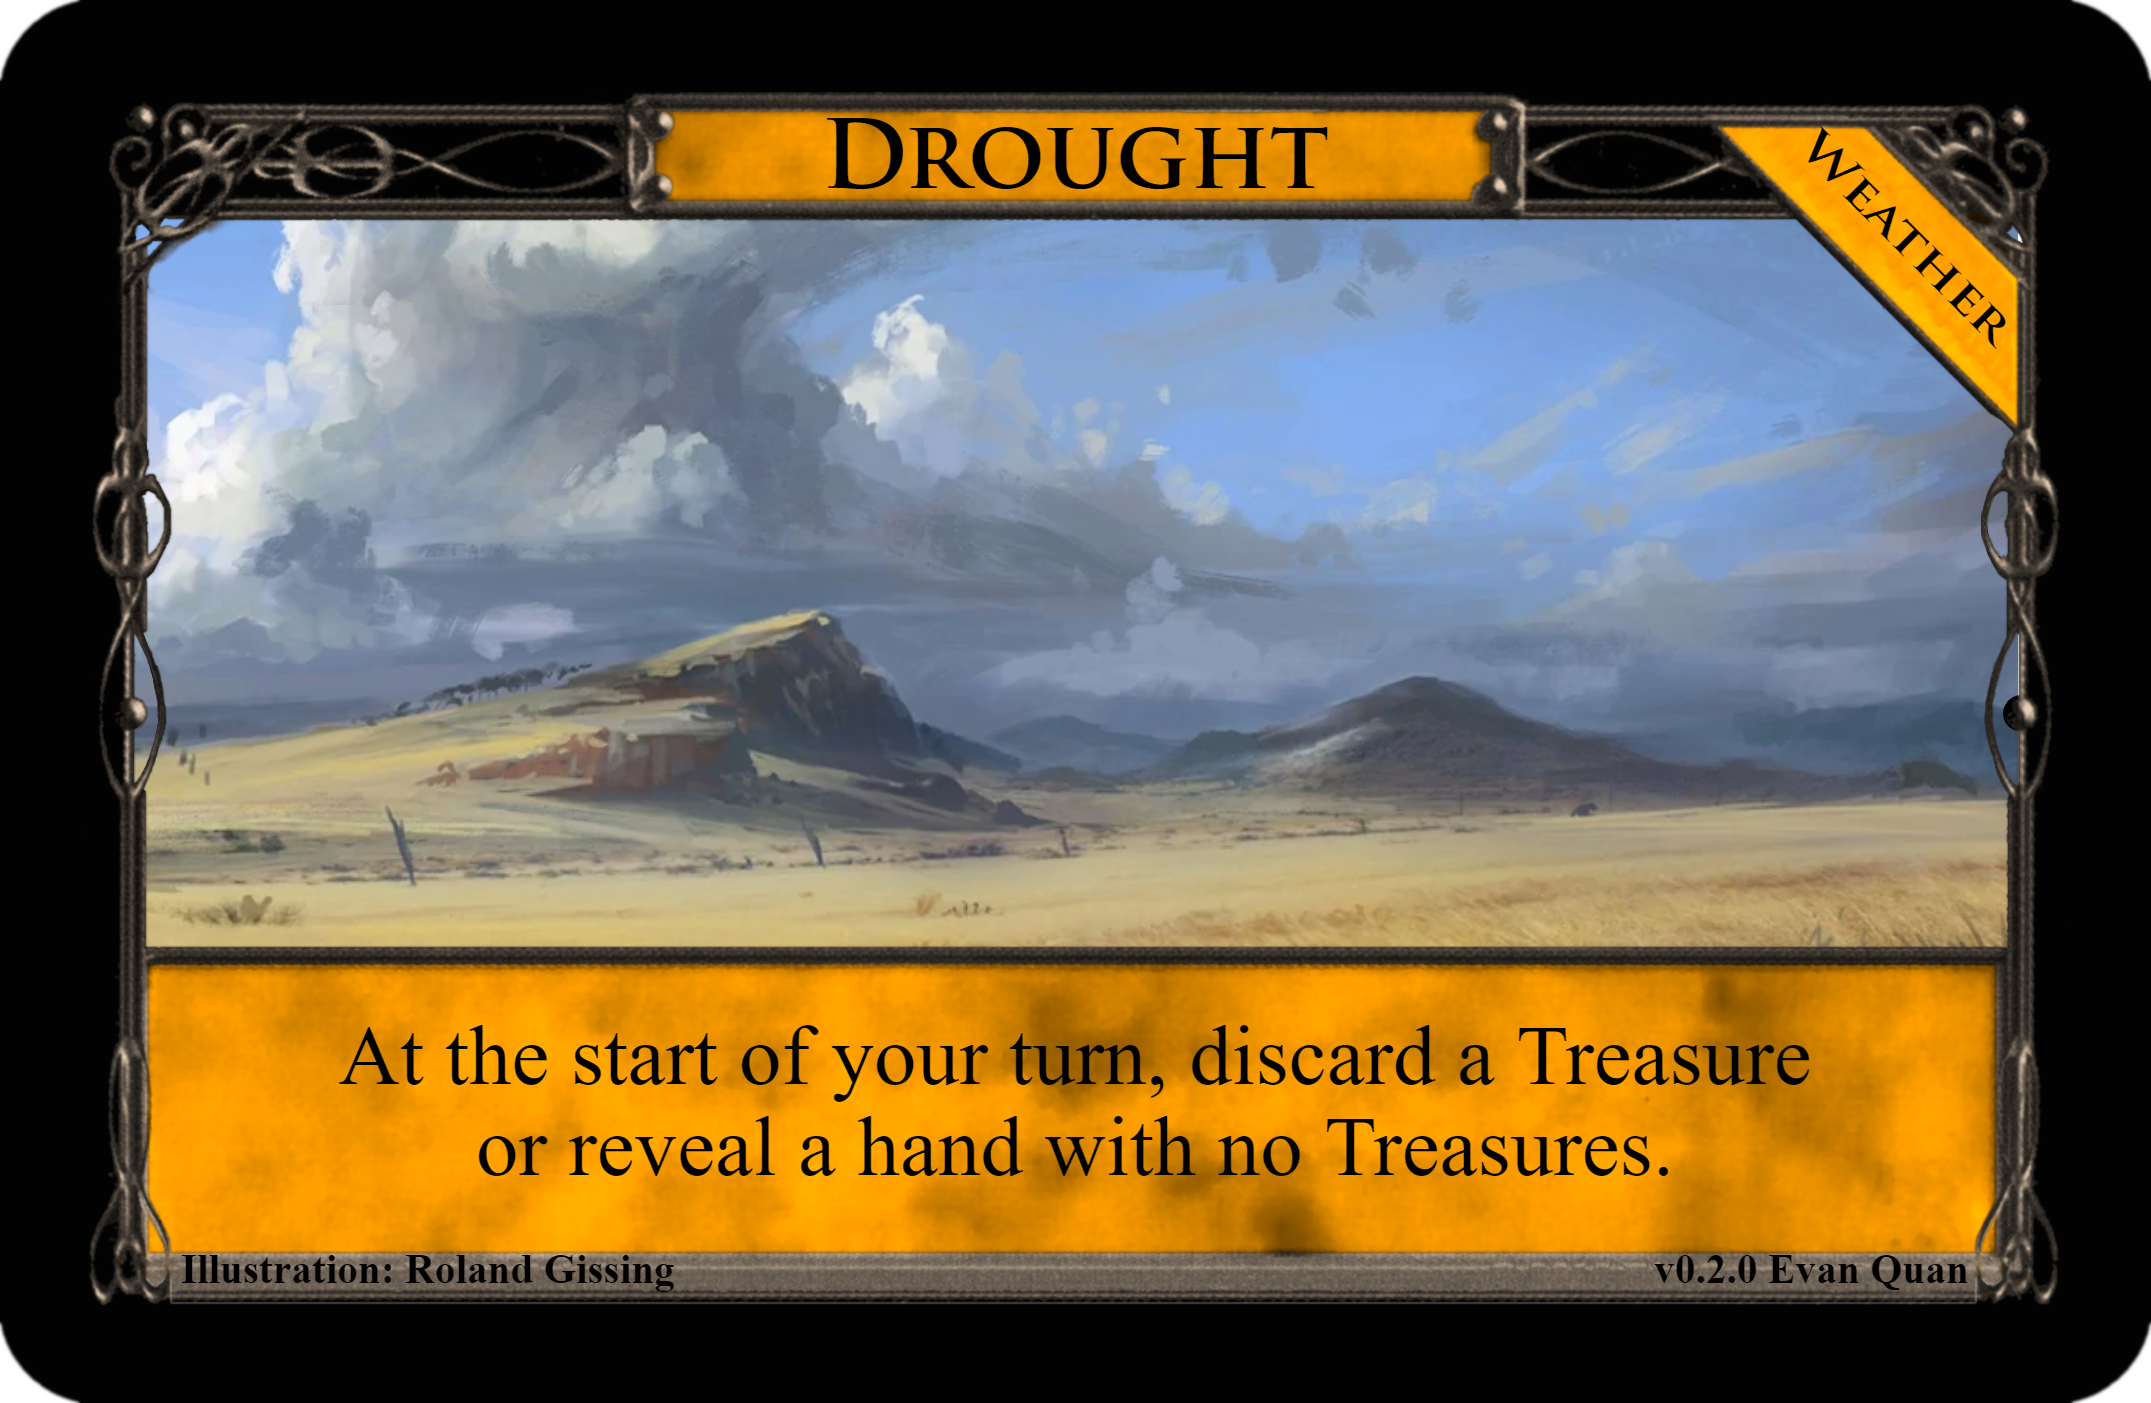 DROUGHT
WEATHER
At the start of your turn, discard a Treasure
or reveal a hand with no Treasures.
Illustration: Roland Gissing
v0.2.0 Evan Quan